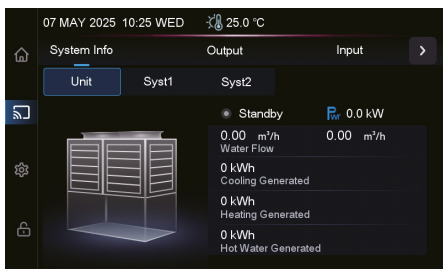 07 MAY 2025 10:25 WED 25.0 ℃
System Info Output Input
Unit Syst1 Syst2
Standby Pwr 0.0 kW
0.00 m³/h 0.00 m³/h
Water Flow
0 kWh
Cooling Generated
0 kWh
Heating Generated
0 kWh
Hot Water Generated